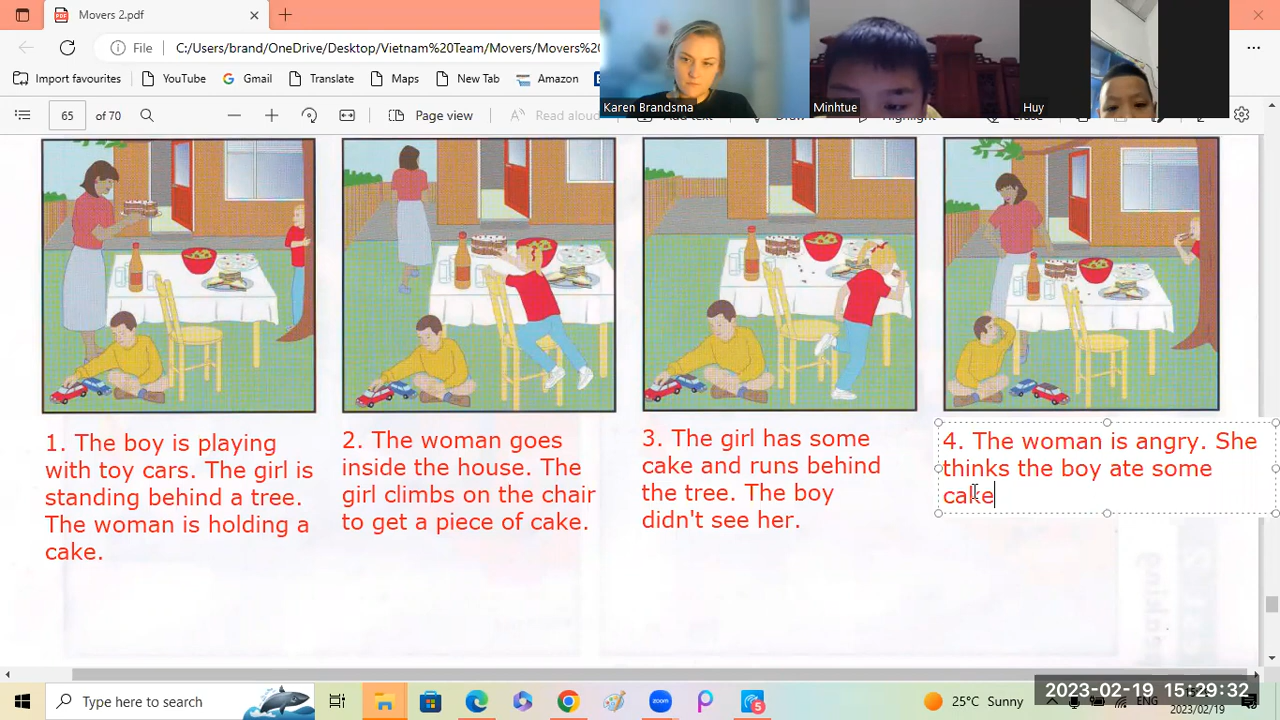 Movers 2.pdf
File
C:/Users/brand/OneDrive/Desktop/Vietnam%20Team/Movers/Movers%20
Import favourites
YouTube
Gmail
Translate
Maps
New Tab
Amazon
65
of 70
Page view
Read aloud
Karen Brandsma
Minhtue
Huy
1. The boy is playing
with toy cars. The girl is
standing behind a tree.
The woman is holding a
cake.
2. The woman goes
inside the house. The
girl climbs on the chair
to get a piece of cake.
3. The girl has some
cake and runs behind
the tree. The boy
didn't see her.
4. The woman is angry. She
thinks the boy ate some
cake
Type here to search
5
25°C Sunny
2023-02-19 15:29:32
2023/02/19